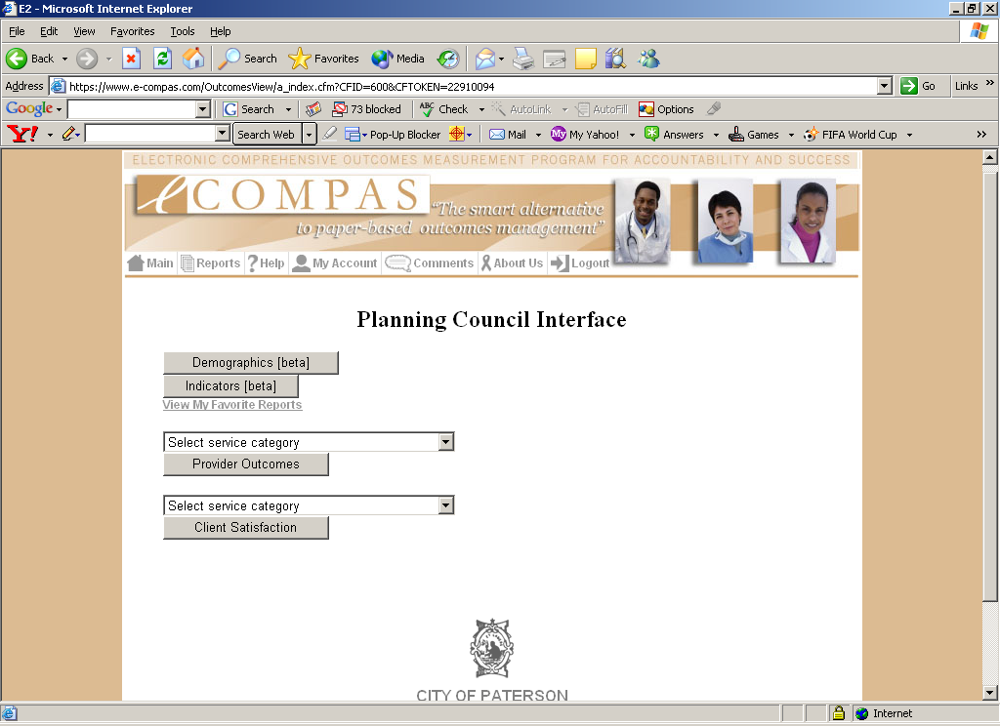 E2 - Microsoft Internet Explorer
File Edit View Favorites Tools Help
Back Search Favorites Media
Address https://www.e-compas.com/OutcomesView/a_index.cfm?CFID=600&CFTOKEN=22910094 Go Links »
Google Search 73 blocked ABC Check AutoLink AutoFill Options
Y! Search Web Pop-Up Blocker Mail My My Yahoo! Answers Games FIFA World Cup »
ELECTRONIC COMPREHENSIVE OUTCOMES MEASUREMENT PROGRAM FOR ACCOUNTABILITY AND SUCCESS
eCOMPAS
"The smart alternative
to paper-based outcomes management"
Main Reports ? Help My Account Comments About Us Logout
Planning Council Interface
Demographics [beta]
Indicators [beta]
View My Favorite Reports
Select service category
Provider Outcomes
Select service category
Client Satisfaction
CITY OF PATERSON
Internet